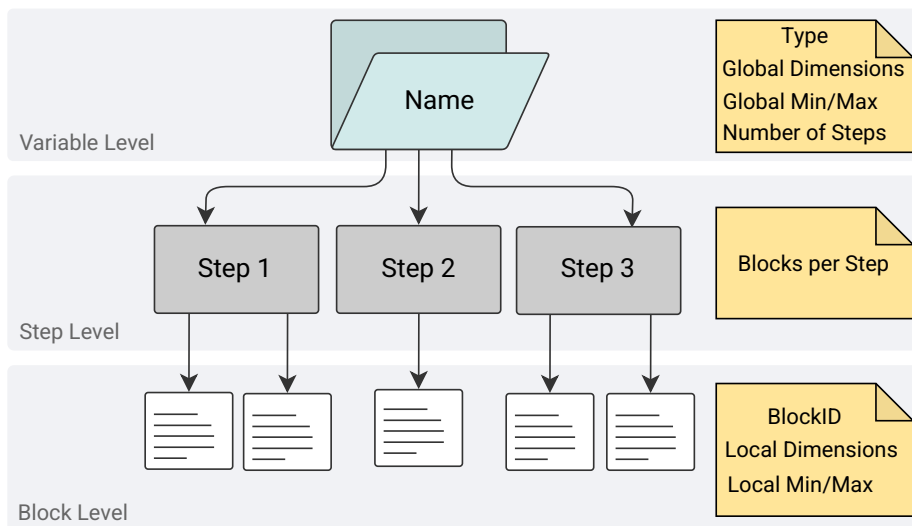 Name
Variable Level
Type
Global Dimensions
Global Min/Max
Number of Steps
Step 1
Step 2
Step 3
Step Level
Blocks per Step
Block Level
BlockID
Local Dimensions
Local Min/Max